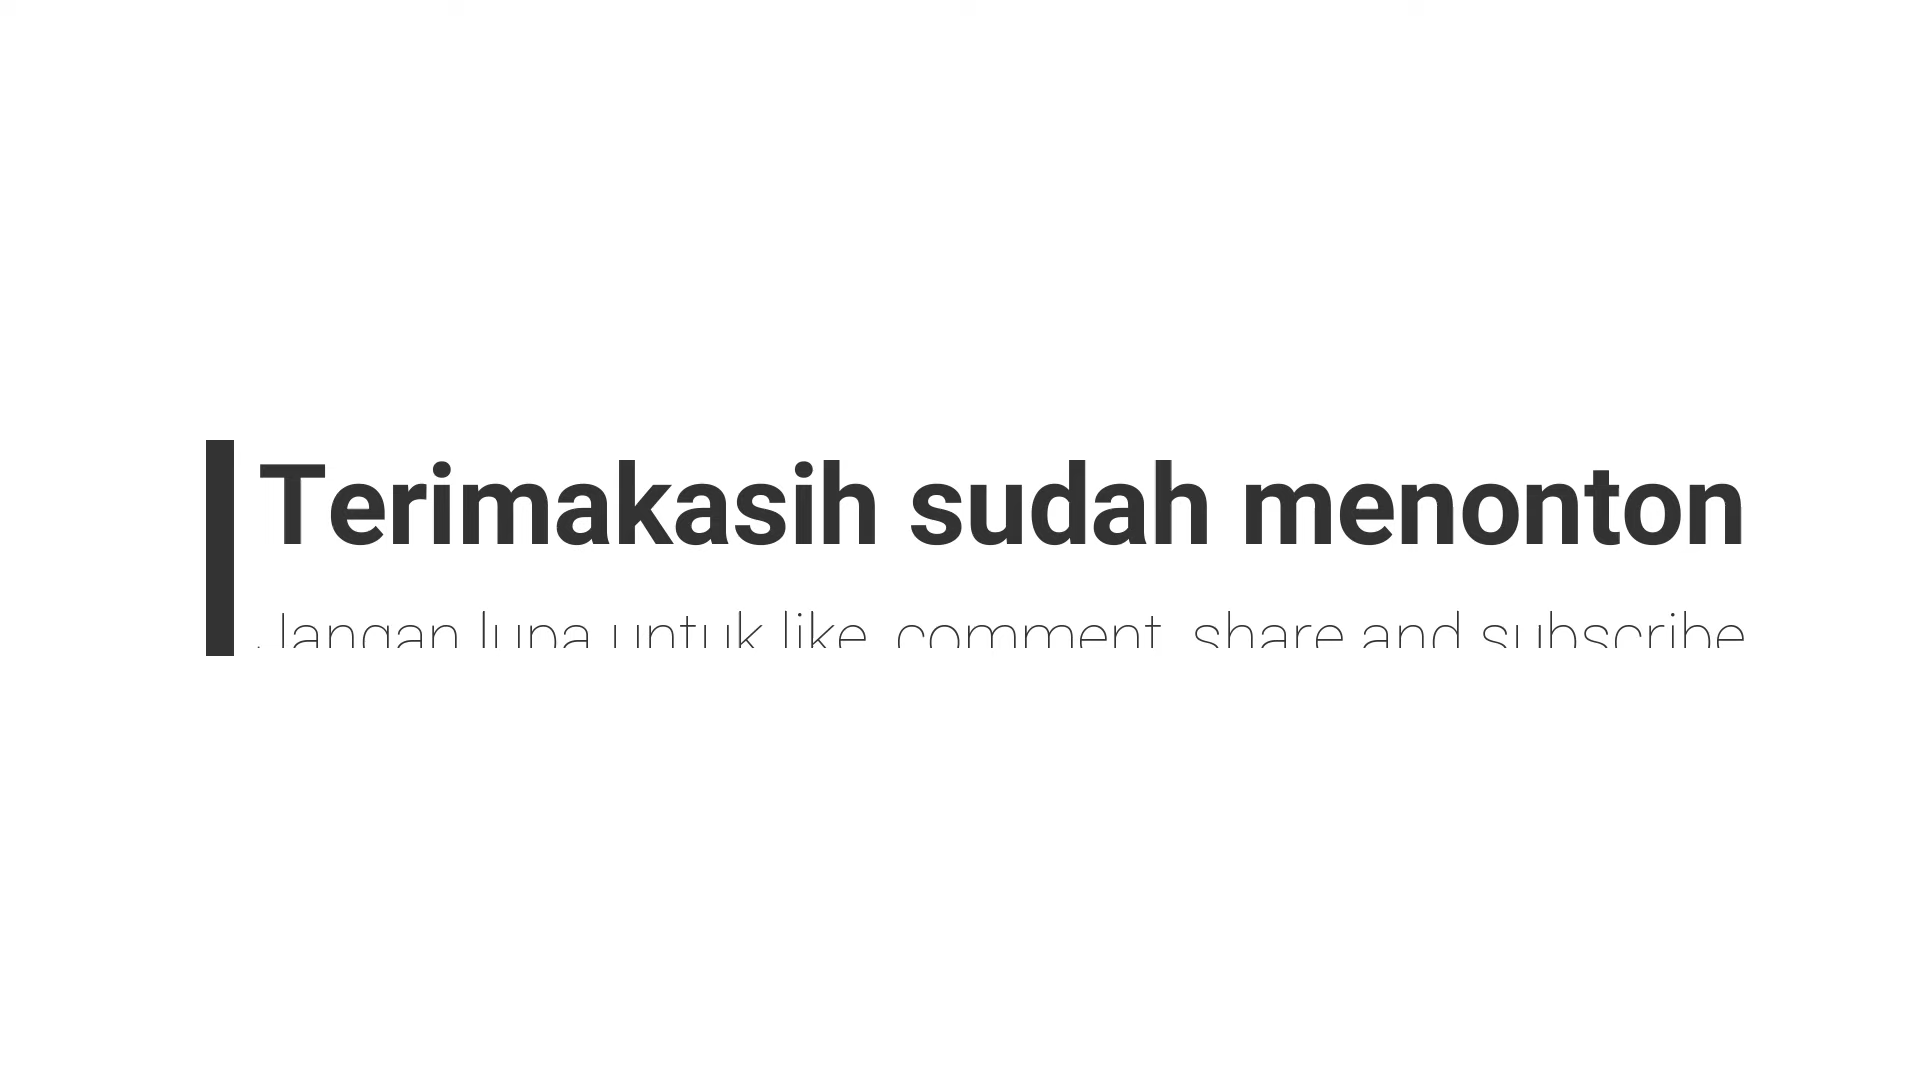 Terimakasih sudah menonton
Jangan lupa untuk like, comment, share and subscribe